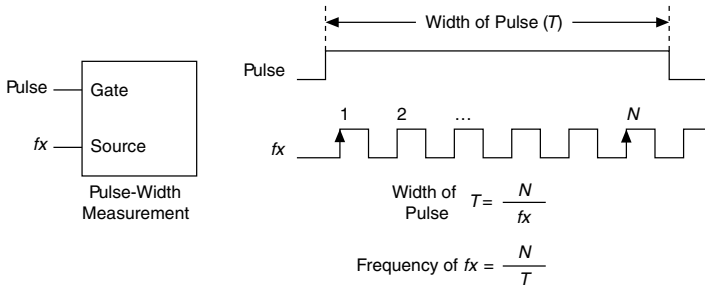 Width of Pulse (T)
Pulse
Gate
fx
Source
Pulse-Width
Measurement
Pulse
1 2 ... N
fx
Width of
Pulse
T = N
fx
Frequency of fx = N
T